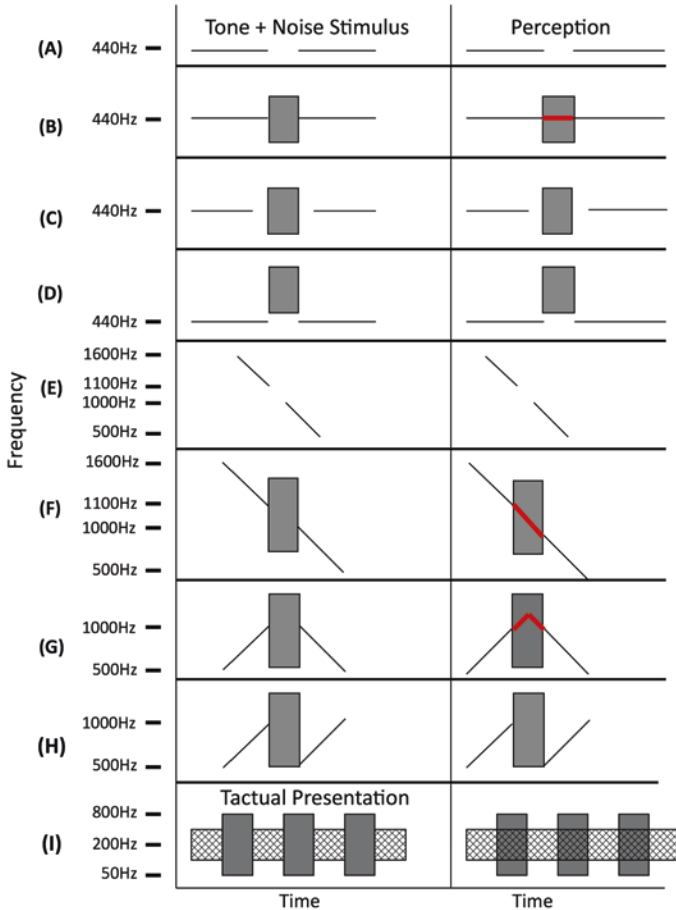 Tone + Noise Stimulus Perception
(A) 440Hz
(B) 440Hz
(C) 440Hz
(D)
440Hz
1600Hz
(E) 1100Hz
1000Hz
500Hz
Frequency
1600Hz
(F) 1100Hz
1000Hz
500Hz
1000Hz
(G)
500Hz
1000Hz
(H)
500Hz
Tactual Presentation
800Hz
(I) 200Hz
50Hz
Time Time